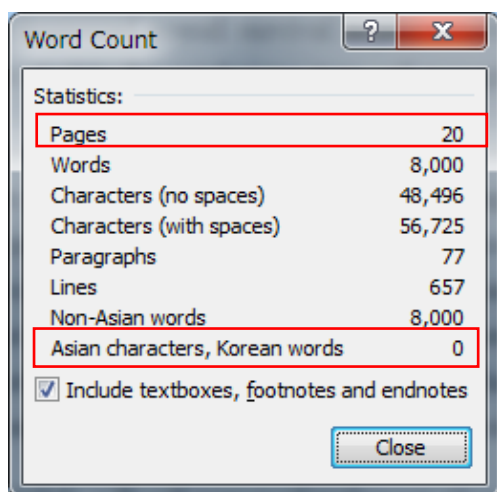 Word Count
?
X
Statistics:
Pages 20
Words 8,000
Characters (no spaces) 48,496
Characters (with spaces) 56,725
Paragraphs 77
Lines 657
Non-Asian words 8,000
Asian characters, Korean words 0
Include textboxes, footnotes and endnotes
Close